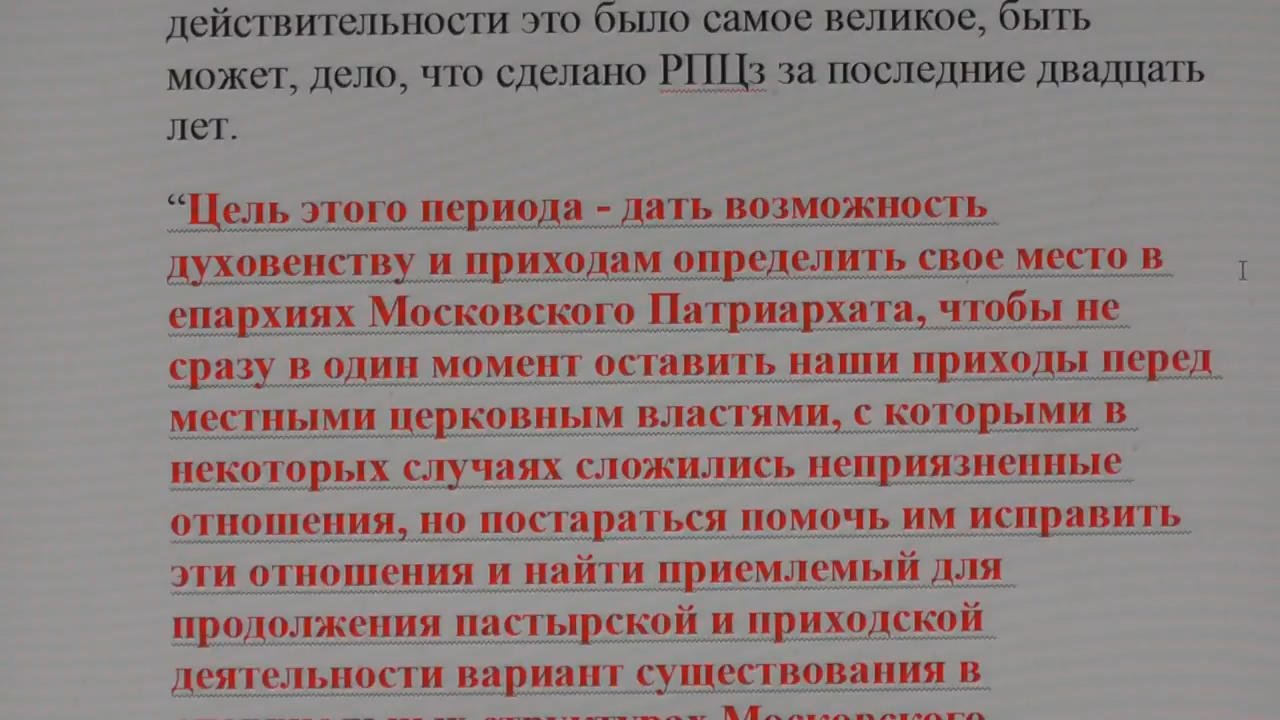 действительности это было самое великое, быть
может, дело, что сделано РПЦз за последние двадцать
лет.
“Цель этого периода - дать возможность
духовенству и приходам определить свое место в
епархиях Московского Патриархата, чтобы не
сразу в один момент оставить наши приходы перед
местными церковным властями, с которыми в
некоторых случаях сложились неприязненные
отношения, но постараться помочь им исправить
эти отношения и найти приемлемый для
продолжения пастырской и приходской
деятельности вариант существования в
структурах Московского